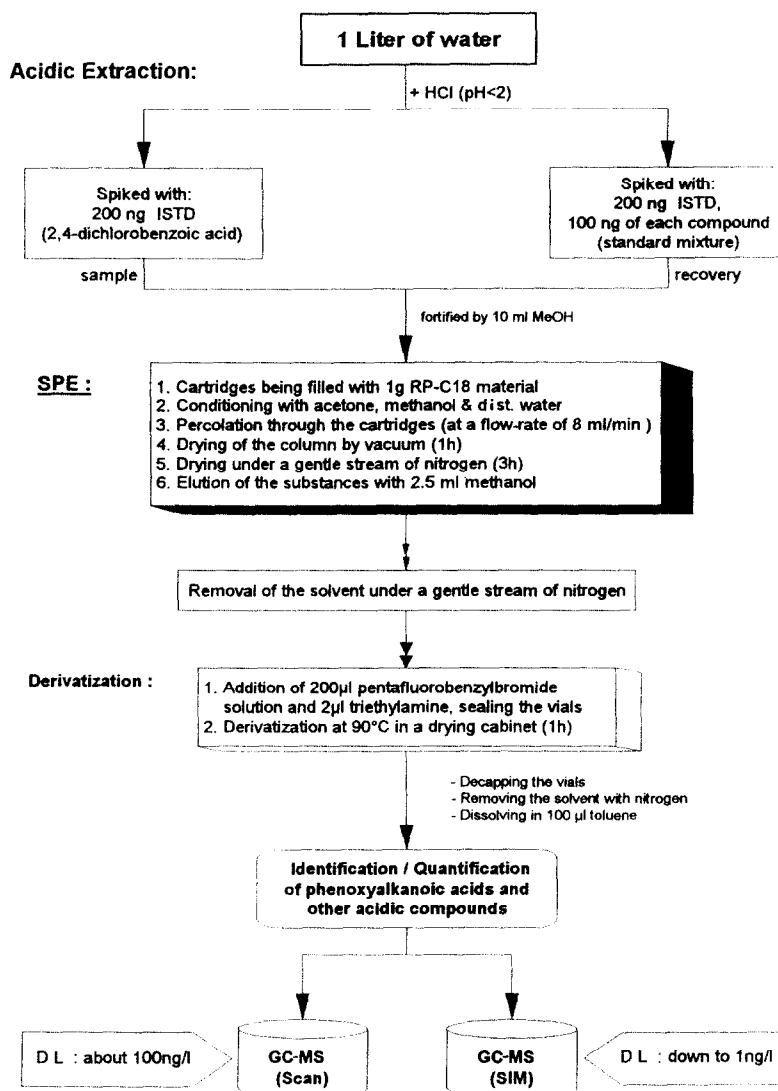 1 Liter of water
Acidic Extraction:
+ HCl (pH<2)
Spiked with:
200 ng ISTD
(2,4-dichlorobenzoic acid)
Spiked with:
200 ng ISTD,
100 ng of each compound
(standard mixture)
sample
recovery
fortified by 10 ml MeOH
SPE :
1. Cartridges being filled with 1g RP-C18 material
2. Conditioning with acetone, methanol & dist. water
3. Percolation through the cartridges (at a flow-rate of 8 ml/min )
4. Drying of the column by vacuum (1h)
5. Drying under a gentle stream of nitrogen (3h)
6. Elution of the substances with 2.5 ml methanol
Removal of the solvent under a gentle stream of nitrogen
Derivatization :
1. Addition of 200µl pentafluorobenzylbromide
solution and 2µl triethylamine, sealing the vials
2. Derivatization at 90°C in a drying cabinet (1h)
- Decapping the vials
- Removing the solvent with nitrogen
- Dissolving in 100 µl toluene
Identification / Quantification
of phenoxyalkanoic acids and
other acidic compounds
D L : about 100ng/l
GC-MS
(Scan)
GC-MS
(SIM)
D L : down to 1ng/l